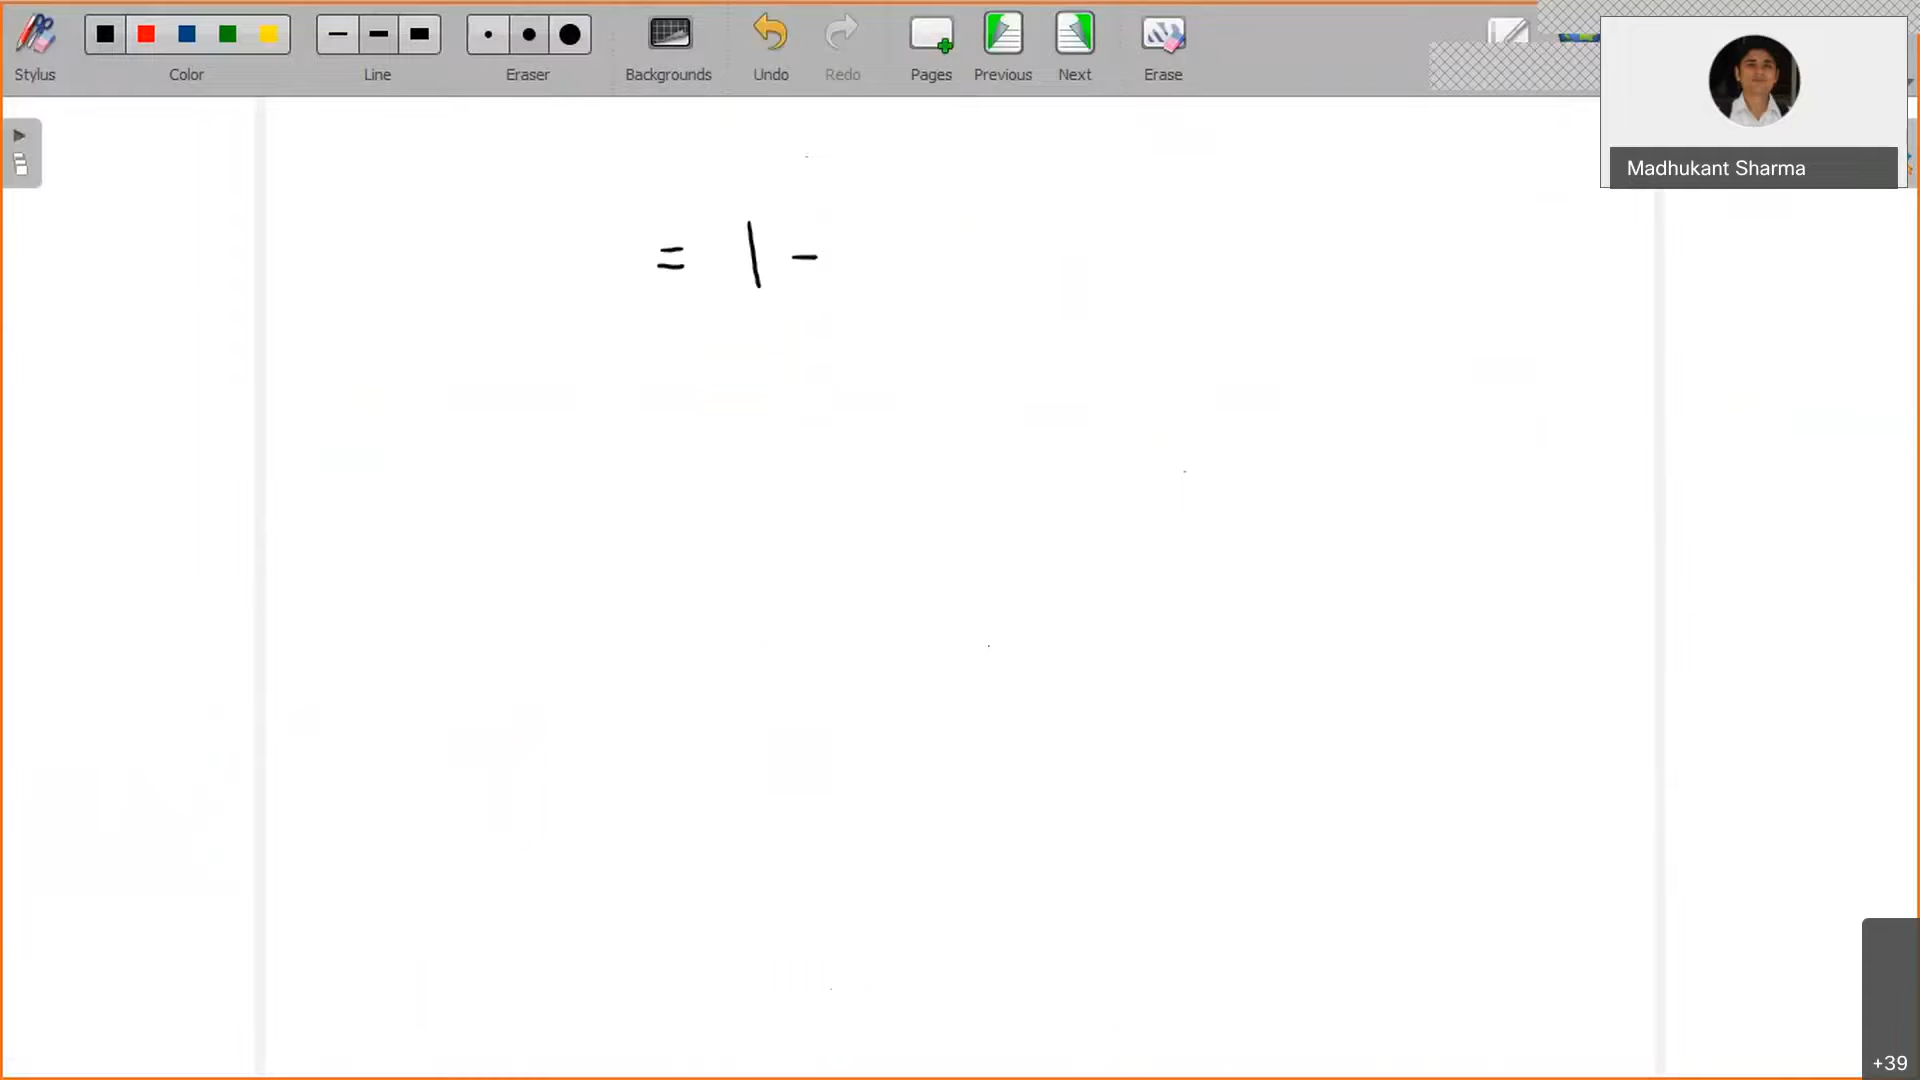 Stylus Color Line Eraser Backgrounds Undo Redo Pages Previous Next Erase
Madhukant Sharma
= 1 -
+39